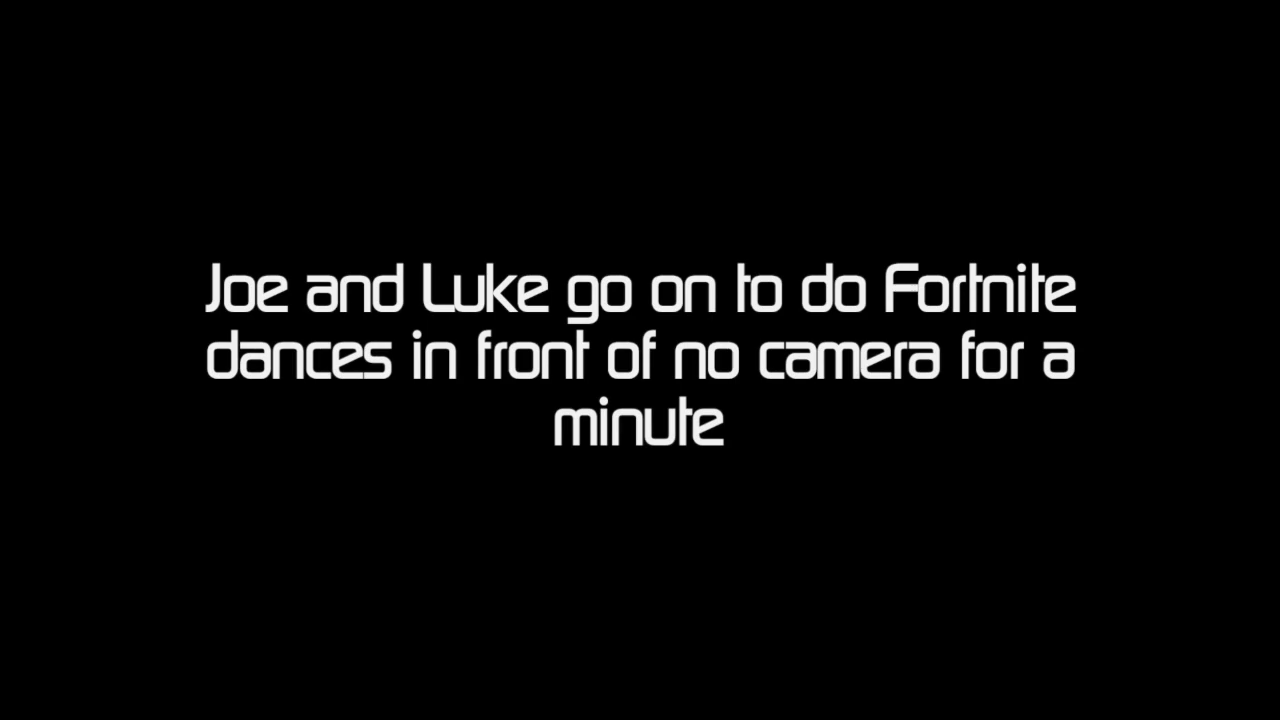 Joe and Luke go on to do Fortnite
dances in front of no camera for a
minute